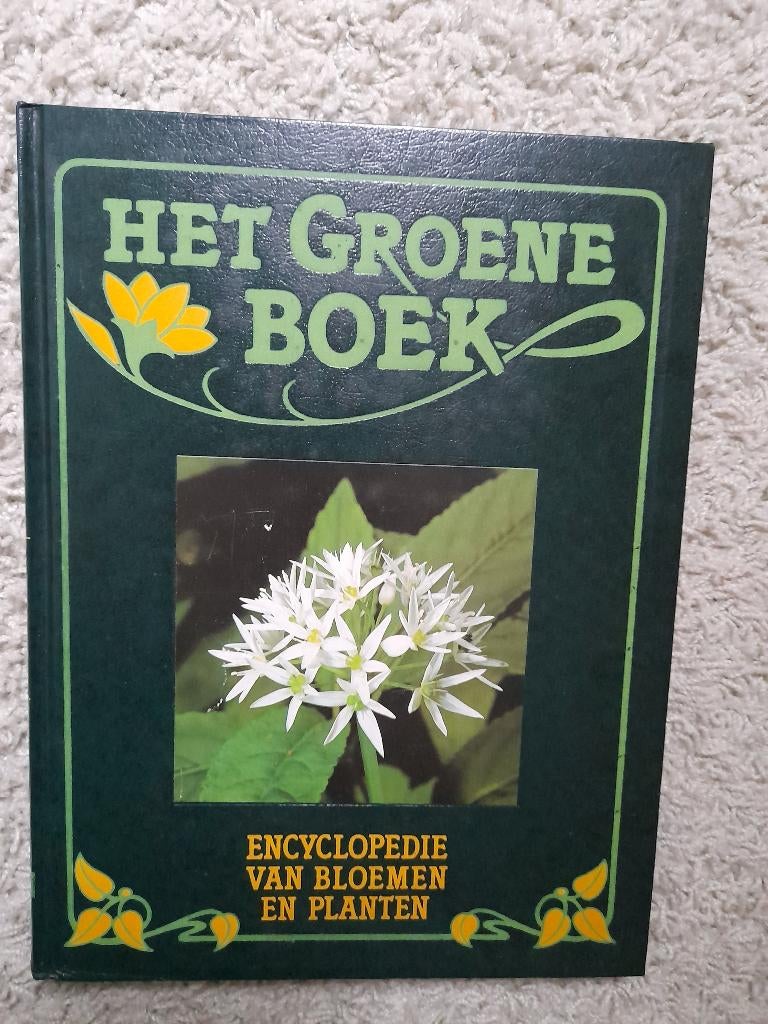 HET GROENE
BOEK
ENCYCLOPEDIE
VAN BLOEMEN
EN PLANTEN